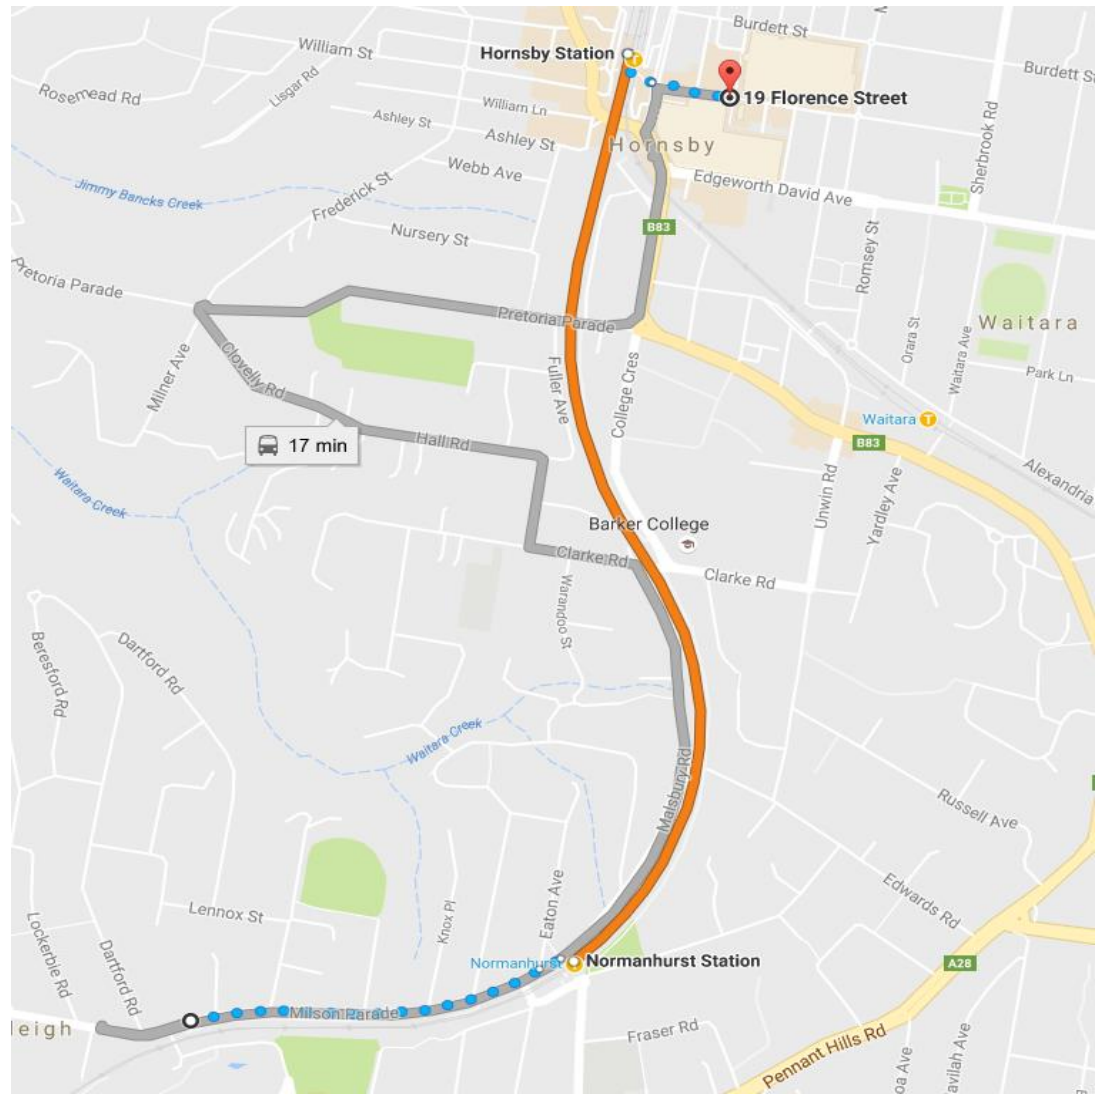 Burdett St
William St
Hornsby Station
T
Burdett St
Lisgar Rd
Rosemead Rd
William Ln
19 Florence Street
Sherbrook Rd
Ashley St
Ashley St
Hornsby
Webb Ave
Edgeworth David Ave
Jimmy Bancks Creek
Frederick St
Nursery St
B83
Romsey St
Pretoria Parade
Pretoria Parade
Waitara
Orara St
Waitara Ave
Milner Ave
Clovelly Rd
Fuller Ave
College Cres
Park Ln
Waitara
T
17 min
Hall Rd
B83
Alexandria
Waitara Creek
Unwin Rd
Yardley Ave
Barker College
Clarke Rd
Clarke Rd
Warandoo St
Beresford Rd
Dartford Rd
Waitara Creek
Malsbury Rd
Russell Ave
Edwards Rd
Eaton Ave
Knox Pl
Lennox St
Lockerbie Rd
Dartford Rd
Normanhurst
Normanhurst Station
A28
Milson Parade
leigh
Fraser Rd
Pennant Hills Rd
oa Ave
avilah Ave